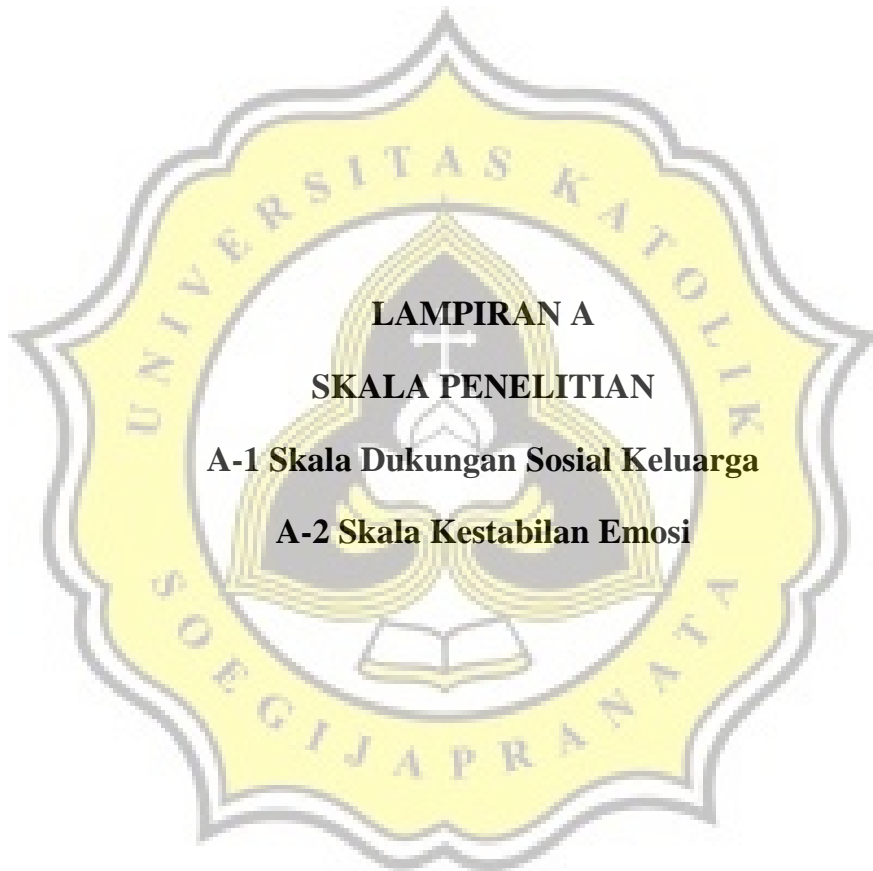 UNIVERSITAS KATOLIK
LAMPIRAN A
SKALA PENELITIAN
A-1 Skala Dukungan Sosial Keluarga
A-2 Skala Kestabilan Emosi
SOEGIJAPRANATA